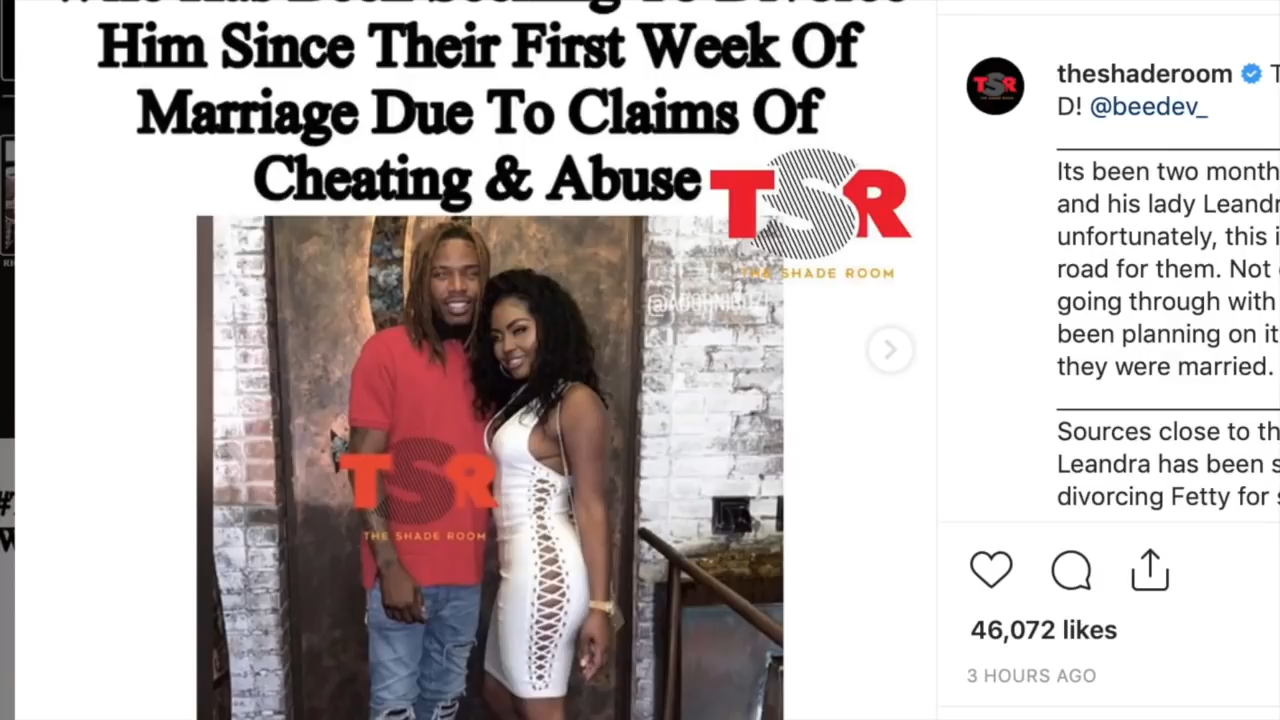 Him Since Their First Week Of
Marriage Due To Claims Of
Cheating & Abuse
TSR
THE SHADE ROOM
TSR
THE SHADE ROOM
TSR
theshaderoom
D! @beedev_
Its been two month
and his lady Leandr
unfortunately, this i
road for them. Not
going through with
been planning on it
they were married.
Sources close to th
Leandra has been s
divorcing Fetty for s
46,072 likes
3 HOURS AGO